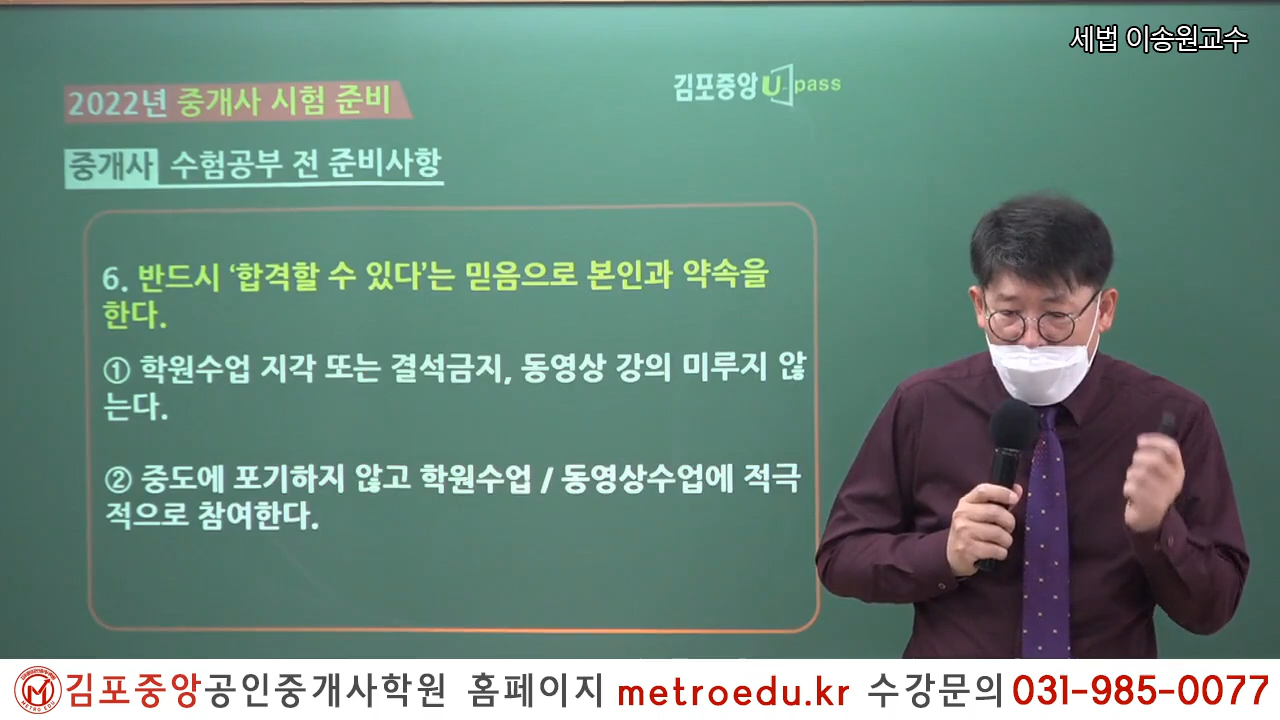 세법 이송원교수
김포중앙 U pass
2022년 중개사 시험 준비
중개사 수험공부 전 준비사항
6. 반드시 ‘합격할 수 있다’는 믿음으로 본인과 약속을
한다.
① 학원수업 지각 또는 결석금지, 동영상 강의 미루지 않
는다.
② 중도에 포기하지 않고 학원수업 / 동영상수업에 적극
적으로 참여한다.
김포중앙공인중개사학원 홈페이지 metroedu.kr 수강문의 031-985-0077
METRO EDU